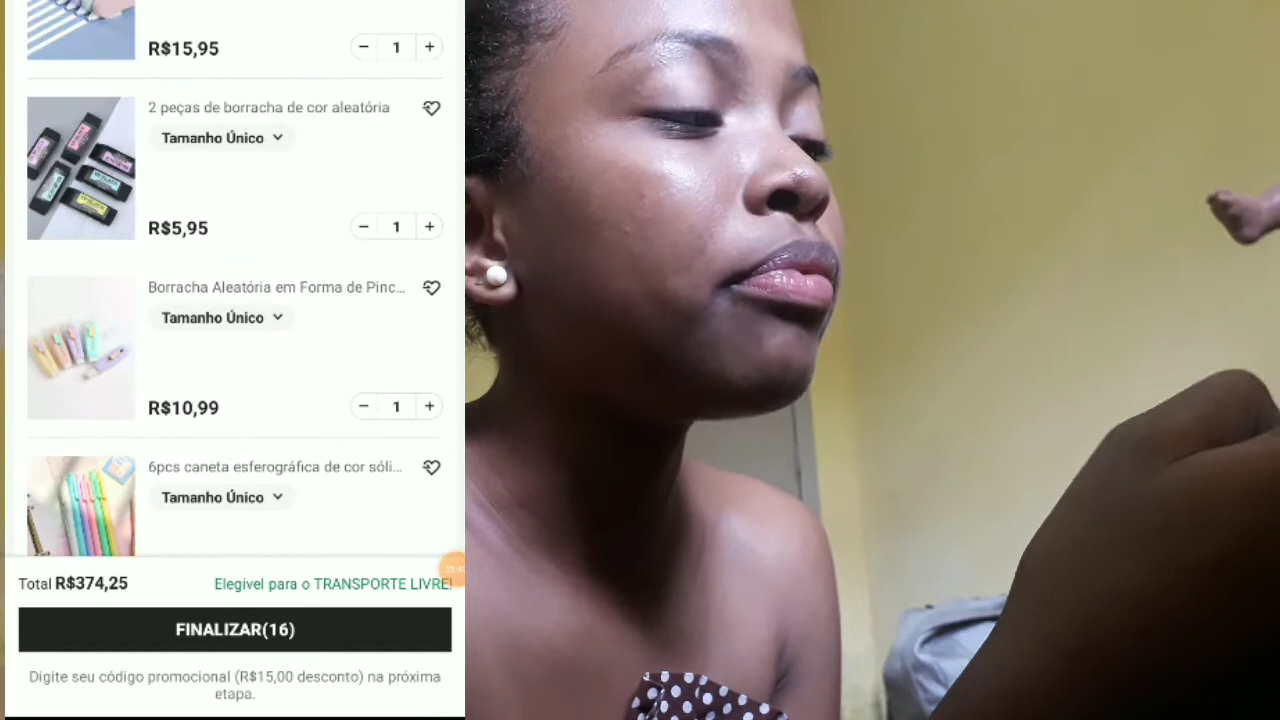 R$15,95
− 1 +
2 peças de borracha de cor aleatória
Tamanho Único
R$5,95
− 1 +
Borracha Aleatória em Forma de Pinc...
Tamanho Único
R$10,99
− 1 +
6pcs caneta esferográfica de cor sóli...
Tamanho Único
Total R$374,25
Elegível para o TRANSPORTE LIVRE!
FINALIZAR(16)
Digite seu código promocional (R$15,00 desconto) na próxima
etapa.